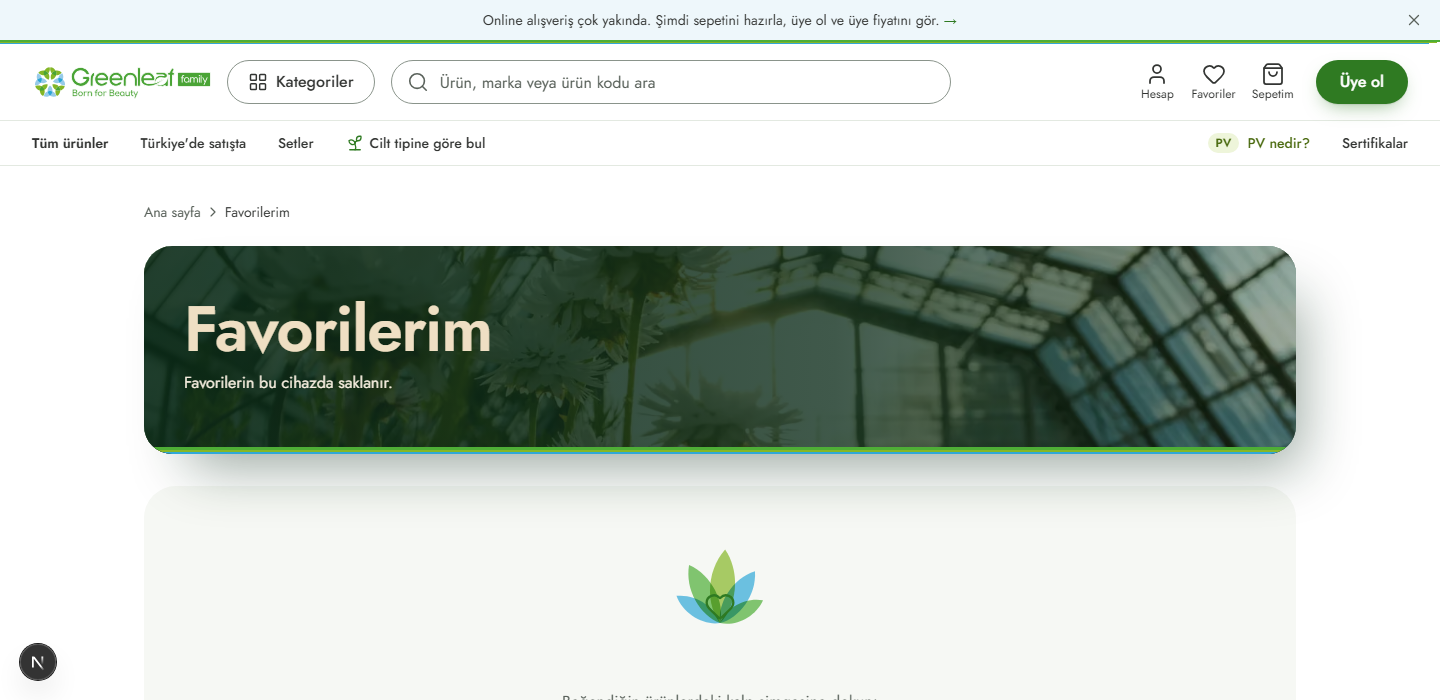 Online alışveriş çok yakında. Şimdi sepetini hazırla, üye ol ve üye fiyatını gör. →
Greenleaf family
Born for Beauty
Kategoriler
Ürün, marka veya ürün kodu ara
Hesap
Favoriler
Sepetim
Üye ol
Tüm ürünler
Türkiye'de satışta
Setler
Cilt tipine göre bul
PV
PV nedir?
Sertifikalar
Ana sayfa > Favorilerim
Favorilerim
Favorilerin bu cihazda saklanır.
N